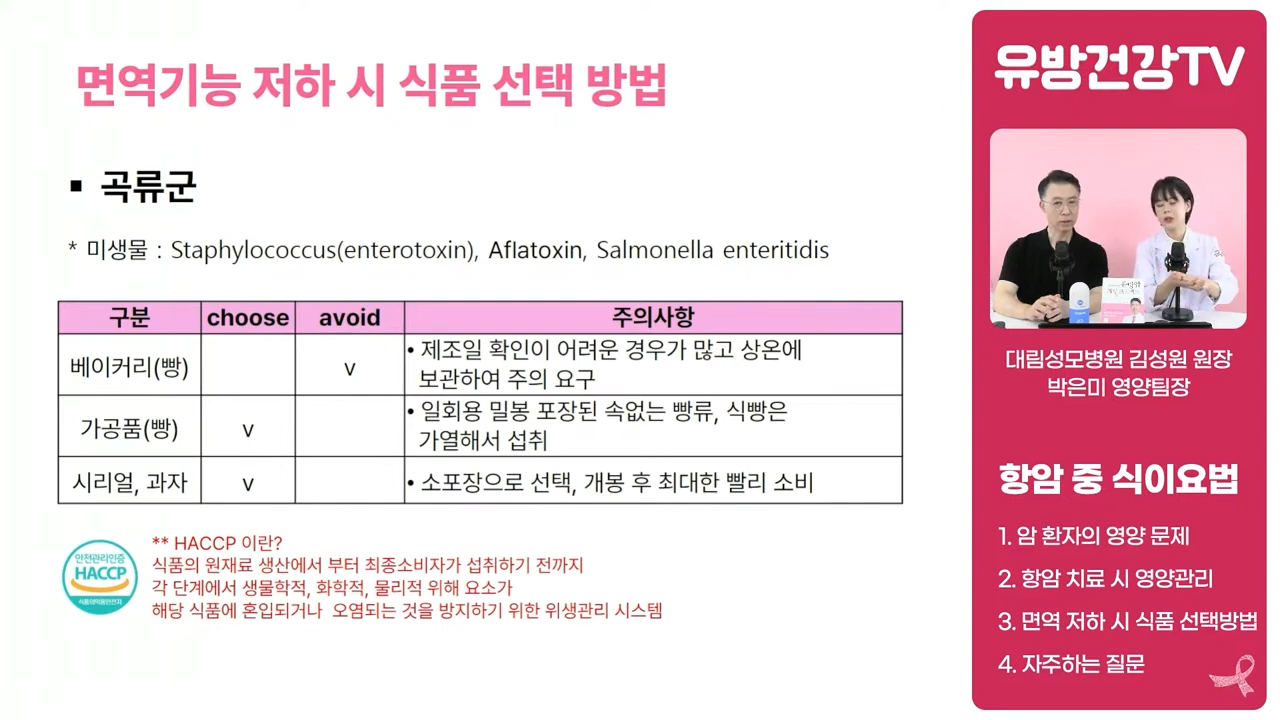 면역기능 저하 시 식품 선택 방법
▪ 곡류군
* 미생물 : Staphylococcus(enterotoxin), Aflatoxin, Salmonella enteritidis
구분 choose avoid 주의사항
베이커리(빵) v • 제조일 확인이 어려운 경우가 많고 상온에
보관하여 주의 요구
가공품(빵) v • 일회용 밀봉 포장된 속없는 빵류, 식빵은
가열해서 섭취
시리얼, 과자 v • 소포장으로 선택, 개봉 후 최대한 빨리 소비
안전관리인증
HACCP
식품의약품안전처
** HACCP 이란?
식품의 원재료 생산에서 부터 최종소비자가 섭취하기 전까지
각 단계에서 생물학적, 화학적, 물리적 위해 요소가
해당 식품에 혼입되거나 오염되는 것을 방지하기 위한 위생관리 시스템
유방건강TV
대림성모병원 김성원 원장
박은미 영양팀장
항암 중 식이요법
1. 암 환자의 영양 문제
2. 항암 치료 시 영양관리
3. 면역 저하 시 식품 선택방법
4. 자주하는 질문